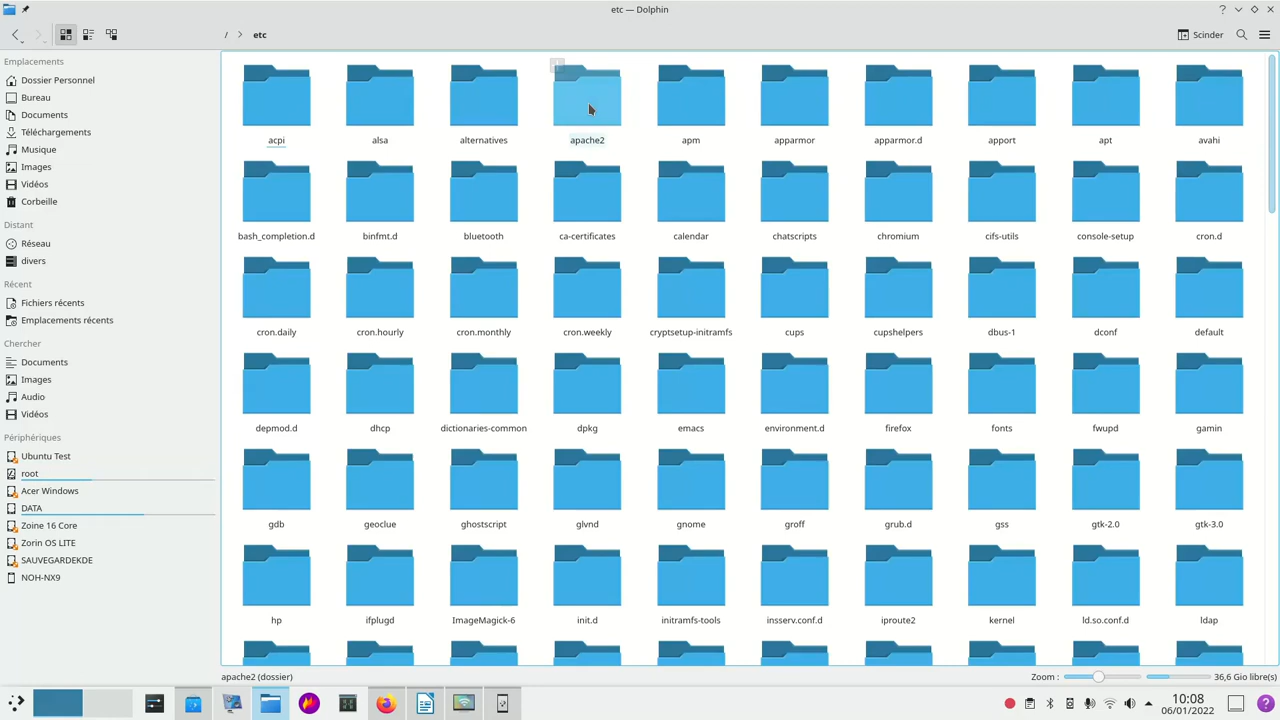 etc — Dolphin
/ > etc
Scinder
Emplacements
Dossier Personnel
Bureau
Documents
Téléchargements
Musique
Images
Vidéos
Corbeille
Distant
Réseau
divers
Récent
Fichiers récents
Emplacements récents
Chercher
Documents
Images
Audio
Vidéos
Périphériques
Ubuntu Test
root
Acer Windows
DATA
Zoine 16 Core
Zorin OS LITE
SAUVEGARDEKDE
NOH-NX9
acpi alsa alternatives apache2 apm apparmor apparmor.d apport apt avahi
bash_completion.d binfmt.d bluetooth ca-certificates calendar chatscripts chromium cifs-utils console-setup cron.d
cron.daily cron.hourly cron.monthly cron.weekly cryptsetup-initramfs cups cupshelpers dbus-1 dconf default
depmod.d dhcp dictionaries-common dpkg emacs environment.d firefox fonts fwupd gamin
gdb geoclue ghostscript glvnd gnome groff grub.d gss gtk-2.0 gtk-3.0
hp ifplugd ImageMagick-6 init.d initramfs-tools insserv.conf.d iproute2 kernel ld.so.conf.d ldap
apache2 (dossier)
Zoom :
36,6 Gio libre(s)
10:08
06/01/2022